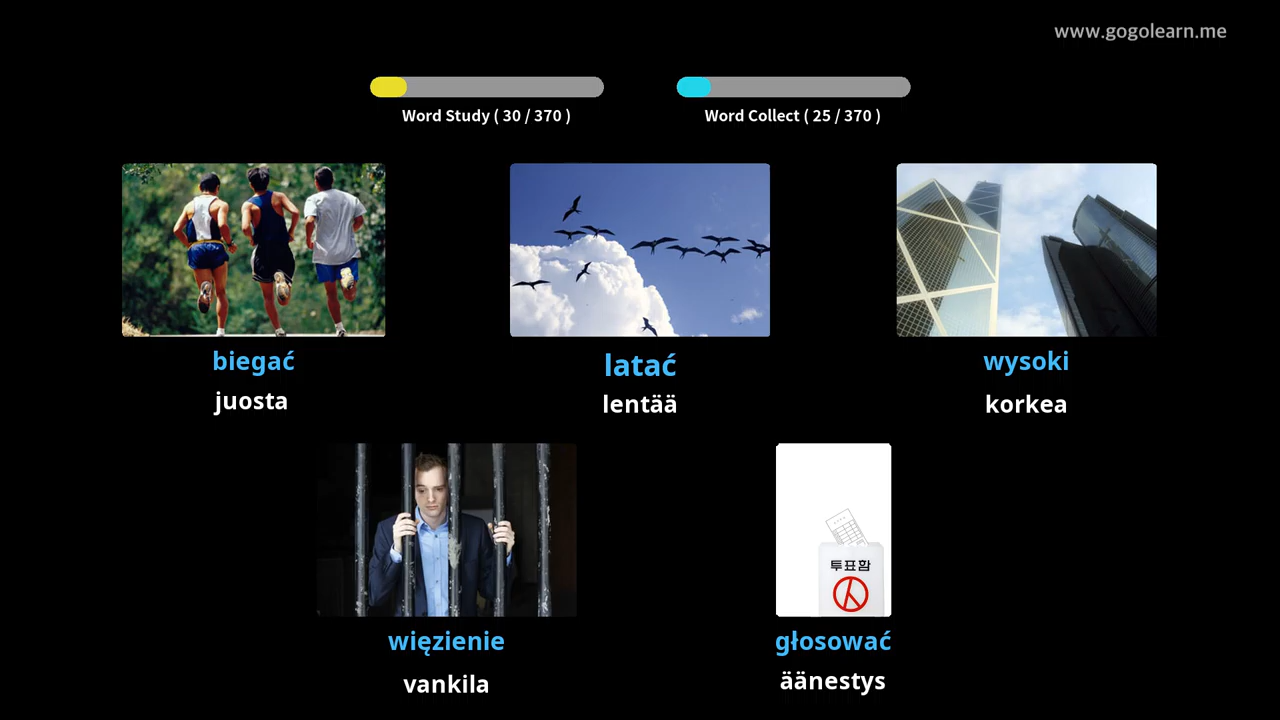 www.gogolearn.me
Word Study ( 30 / 370 )
Word Collect ( 25 / 370 )
biegać
latać
wysoki
juosta
lentää
korkea
투표함
więzienie
głosować
vankila
äänestys